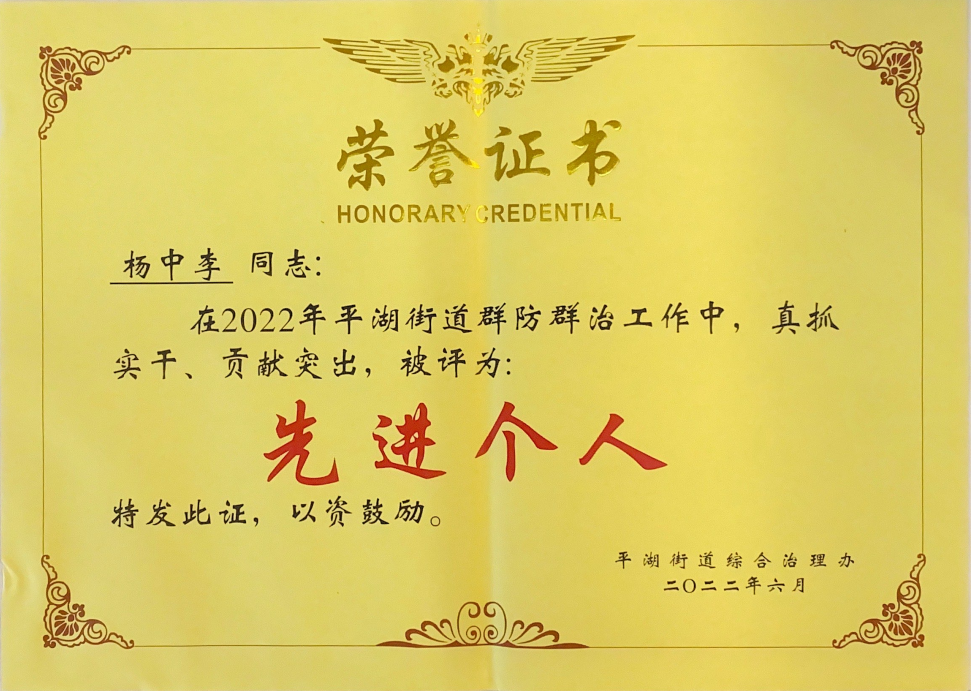 荣誉证书
HONORARY CREDENTIAL
杨中李 同志：
在2022年平湖街道群防群治工作中，真抓
实干、贡献突出，被评为：
先进个人
特发此证，以资鼓励。
平湖街道综合治理办
二〇二二年六月